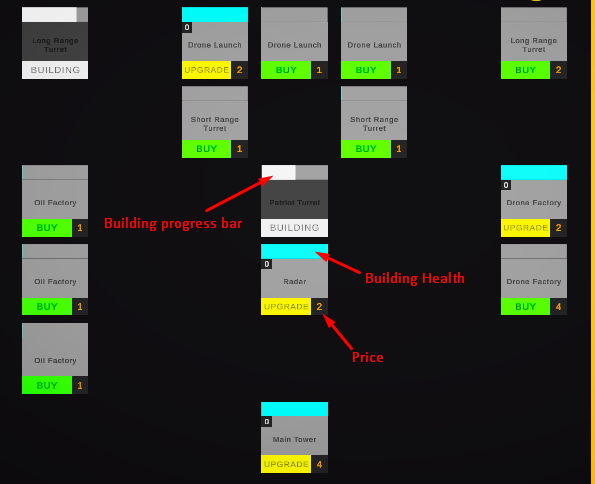 Long Range
Turret
BUILDING
0
Drone Launch
UPGRADE 2
Drone Launch
BUY 1
Drone Launch
BUY 1
Long Range
Turret
BUY 2
Short Range
Turret
BUY 1
Short Range
Turret
BUY 1
Oil Factory
BUY 1
Building progress bar
Patriot Turret
BUILDING
0
Drone Factory
UPGRADE 2
Oil Factory
BUY 1
0
Radar
UPGRADE 2
Building Health
Drone Factory
BUY 4
Price
Oil Factory
BUY 1
0
Main Tower
UPGRADE 4